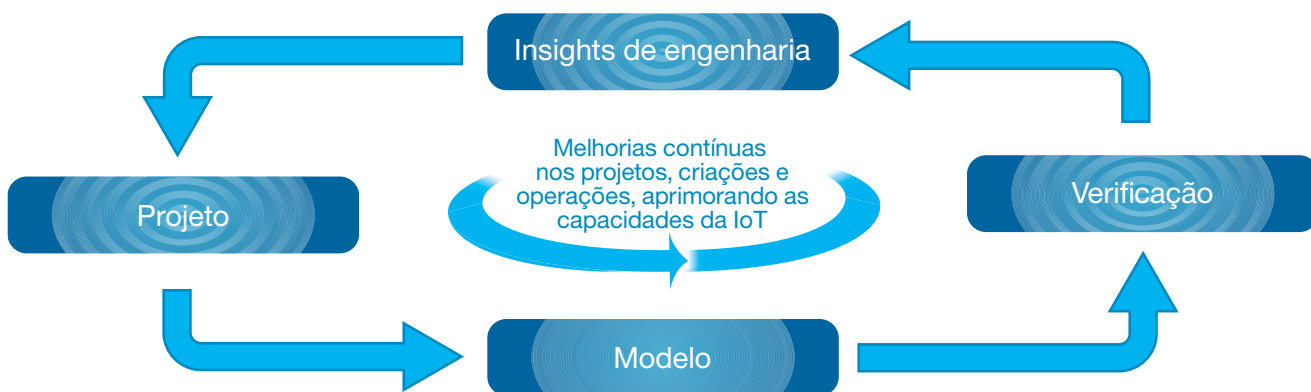 Insights de engenharia
Melhorias contínuas
nos projetos, criações e
operações, aprimorando as
capacidades da IoT
Projeto
Verificação
Modelo